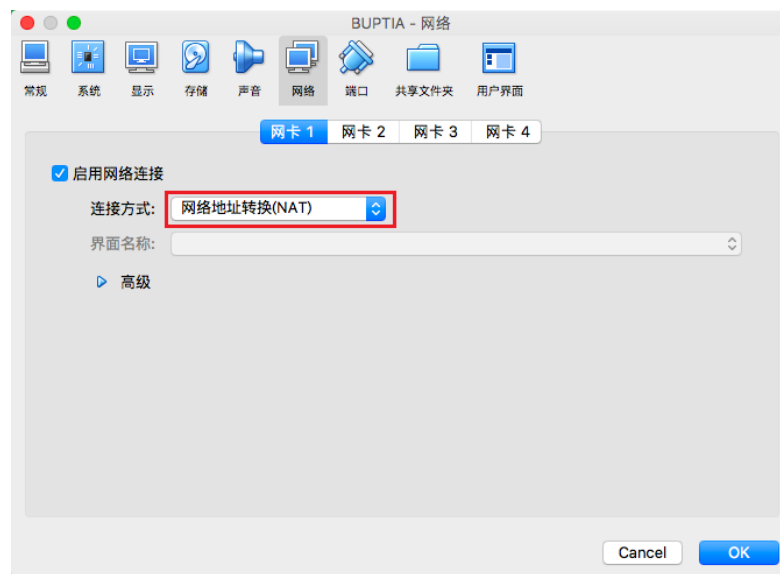 BUPTIA - 网络
常规 系统 显示 存储 声音 网络 端口 共享文件夹 用户界面
网卡 1 网卡 2 网卡 3 网卡 4
启用网络连接
连接方式: 网络地址转换(NAT)
界面名称:
高级
Cancel OK